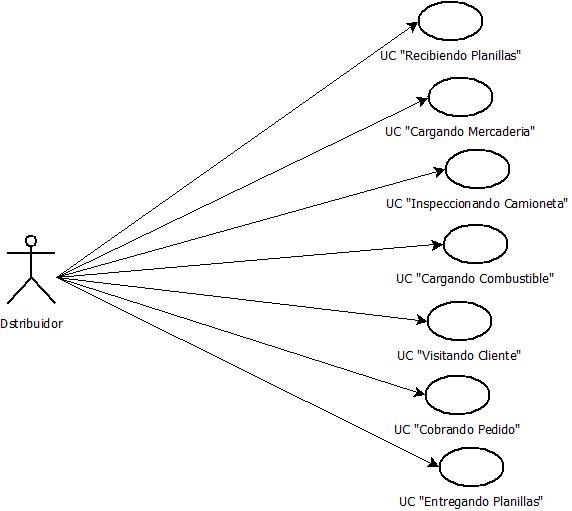 UC "Recibiendo Planillas"
UC "Cargando Mercaderia"
UC "Inspeccionando Camioneta"
UC "Cargando Combustible"
Dstribuidor
UC "Visitando Cliente"
UC "Cobrando Pedido"
UC "Entregando Planillas"